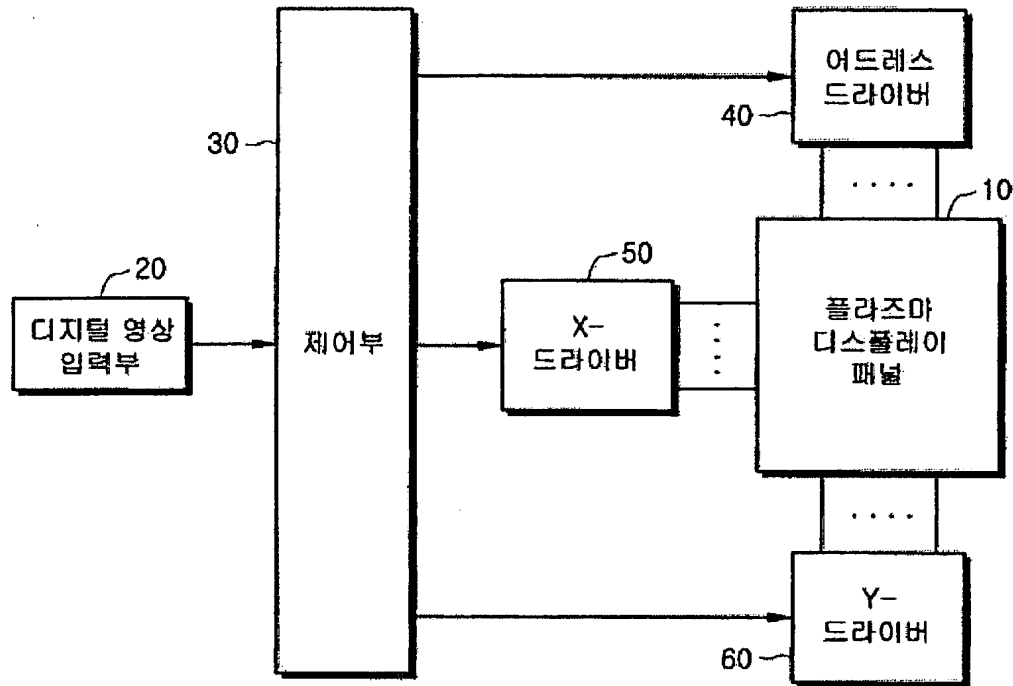 어드레스
드라이버
40
30
10
50
20
디지털 영상
입력부
제어부
X-
드라이버
플라즈마
디스플레이
패널
Y-
드라이버
60